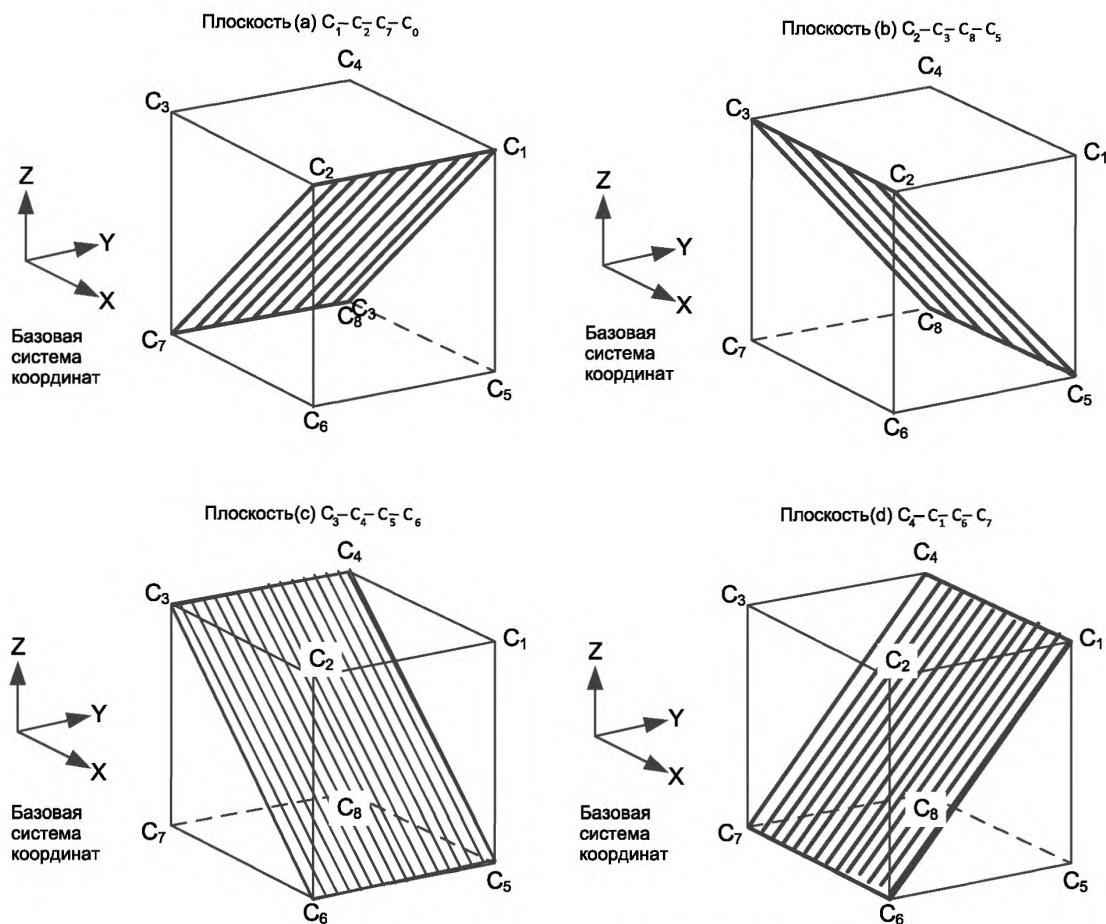 Плоскость (a) C₁–C₂–C₇–C₀
C₄
C₃
C₂
C₁
Z
Y
X
C₈
C₃
C₇
C₅
C₆
Базовая
система
координат
Плоскость (b) C₂–C₃–C₈–C₅
C₄
C₃
C₂
C₁
Z
Y
X
C₈
C₇
C₅
C₆
Базовая
система
координат
Плоскость (c) C₃–C₄–C₅–C₆
C₄
C₃
C₂
C₁
Z
Y
X
C₈
C₇
C₅
C₆
Базовая
система
координат
Плоскость (d) C₄–C₁–C₆–C₇
C₄
C₃
C₂
C₁
Z
Y
X
C₈
C₇
C₅
C₆
Базовая
система
координат